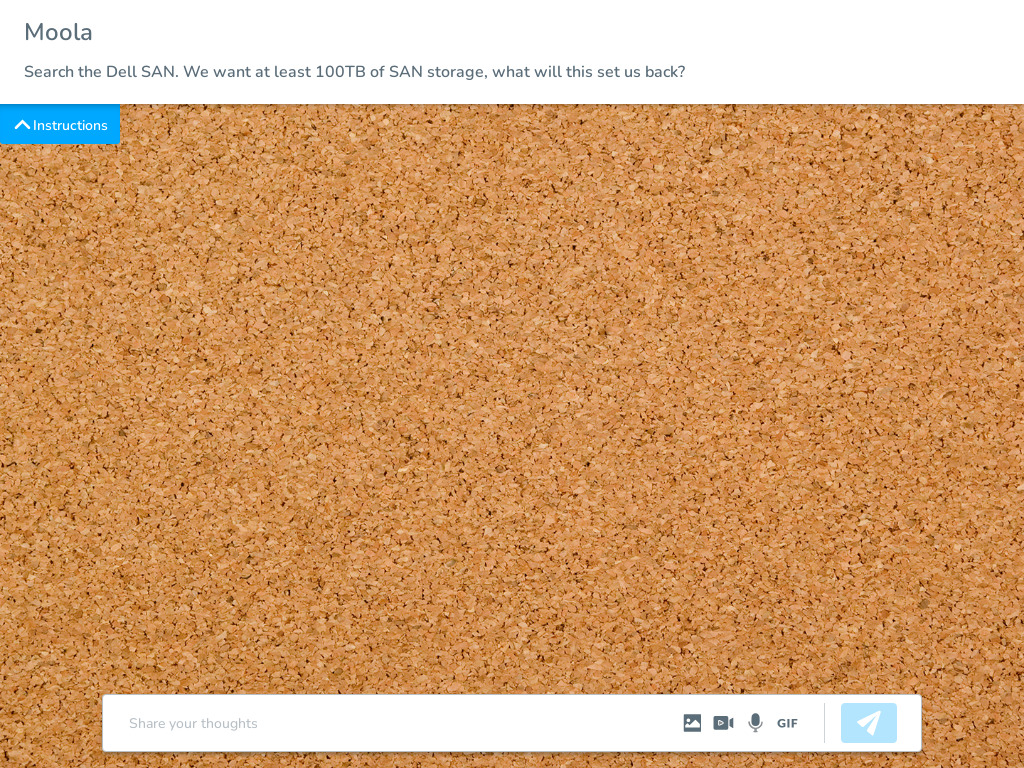 Moola
Search the Dell SAN. We want at least 100TB of SAN storage, what will this set us back?
Instructions
Share your thoughts
GIF